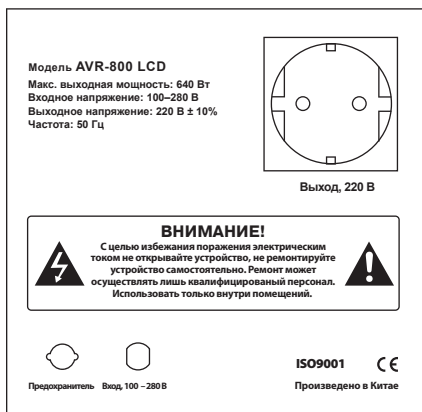 Модель AVR-800 LCD
Макс. выходная мощность: 640 Вт
Входное напряжение: 100–280 В
Выходное напряжение: 220 В ± 10%
Частота: 50 Гц
Выход, 220 В
ВНИМАНИЕ!
С целью избежания поражения электрическим
током не открывайте устройство, не ремонтируйте
устройство самостоятельно. Ремонт может
осуществлять лишь квалифицированый персонал.
Использовать только внутри помещений.
Предохранитель Вход, 100 – 280 В
ISO9001 CE
Произведено в Китае